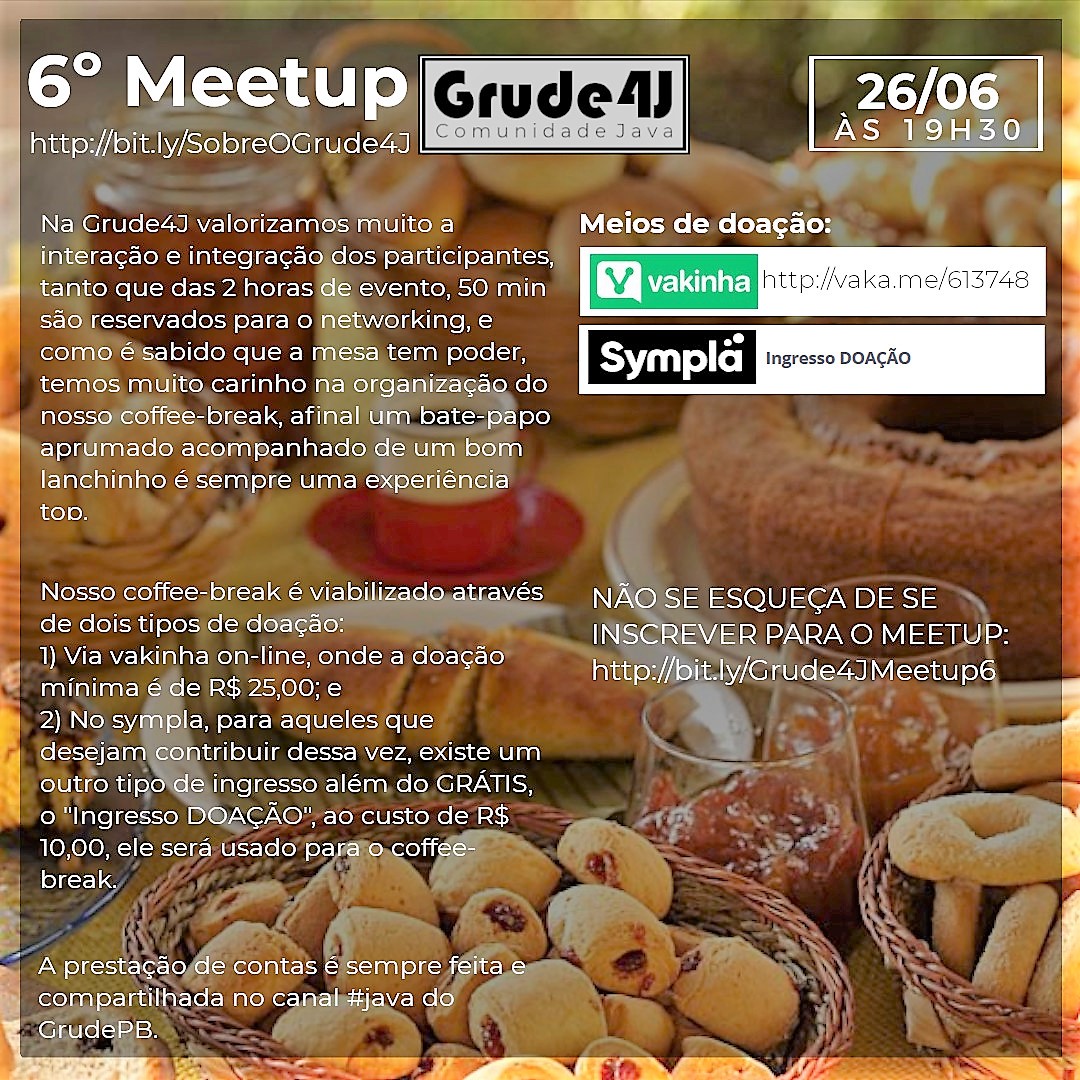 6º Meetup
Grude4J
Comunidade Java
http://bit.ly/SobreOGrude4J
26/06
ÀS 19H30
Na Grude4J valorizamos muito a
interação e integração dos participantes,
tanto que das 2 horas de evento, 50 min
são reservados para o networking, e
como é sabido que a mesa tem poder,
temos muito carinho na organização do
nosso coffee-break, afinal um bate-papo
aprumado acompanhado de um bom
lanchinho é sempre uma experiência
top.
Meios de doação:
vakinha http://vaka.me/613748
Sympla Ingresso DOAÇÃO
Nosso coffee-break é viabilizado através
de dois tipos de doação:
1) Via vakinha on-line, onde a doação
mínima é de R$ 25,00; e
2) No sympla, para aqueles que
desejam contribuir dessa vez, existe um
outro tipo de ingresso além do GRÁTIS,
o "Ingresso DOAÇÃO", ao custo de R$
10,00, ele será usado para o coffee-
break.
NÃO SE ESQUEÇA DE SE
INSCREVER PARA O MEETUP:
http://bit.ly/Grude4JMeetup6
A prestação de contas é sempre feita e
compartilhada no canal #java do
GrudePB.